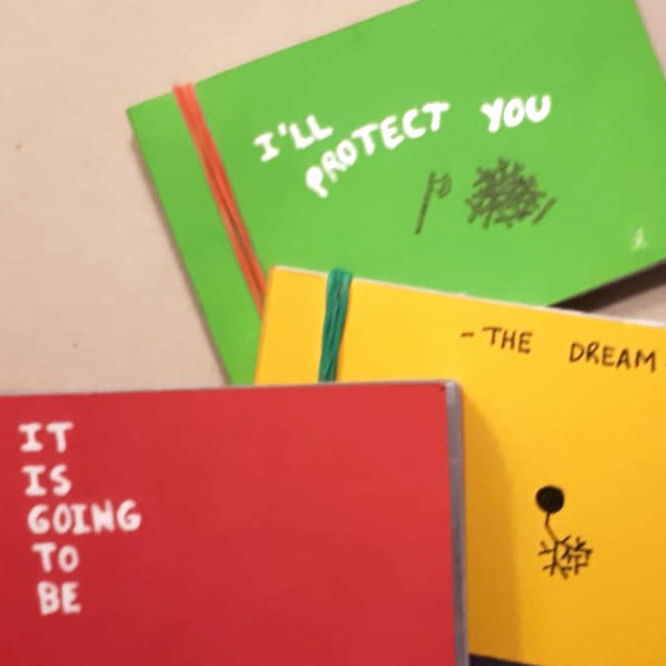 I'LL
PROTECT YOU
- THE DREAM
IT
IS
GOING
TO
BE